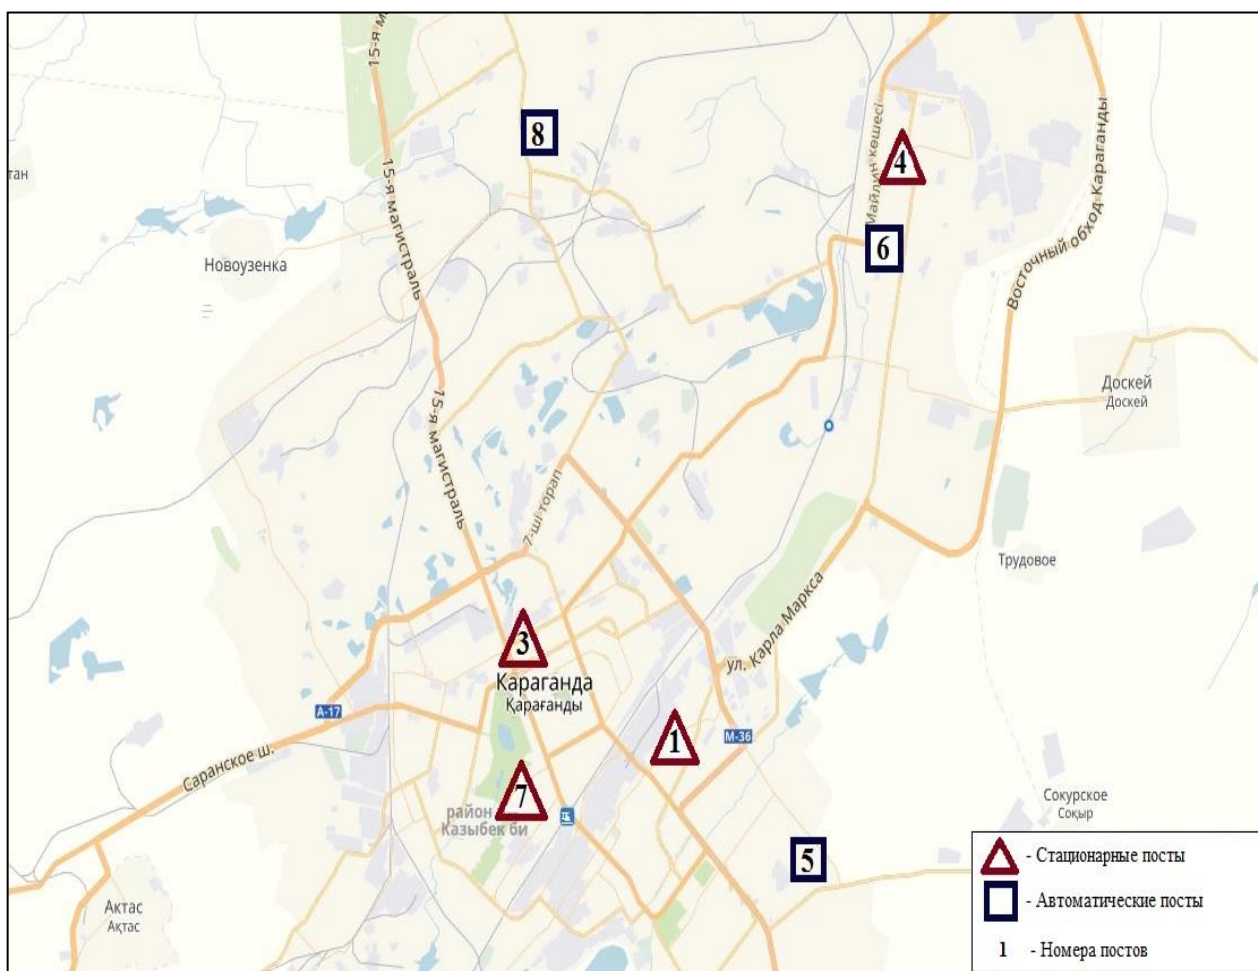 15-я м
8
Майлин көшесі
4
Восточный обход Караганды
тан
15-я магистраль
6
Новоузенка
Доскей
Доскей
15-я магистраль
7-ші торап
Трудовое
ул. Карла Маркса
3
Караганда
Қарағанды
А-17
1
М-36
Саранское ш.
7
район
Казыбек би
Сокурское
Соқыр
5
- Стационарные посты
- Автоматические посты
1 - Номера постов
Актас
Ақтас